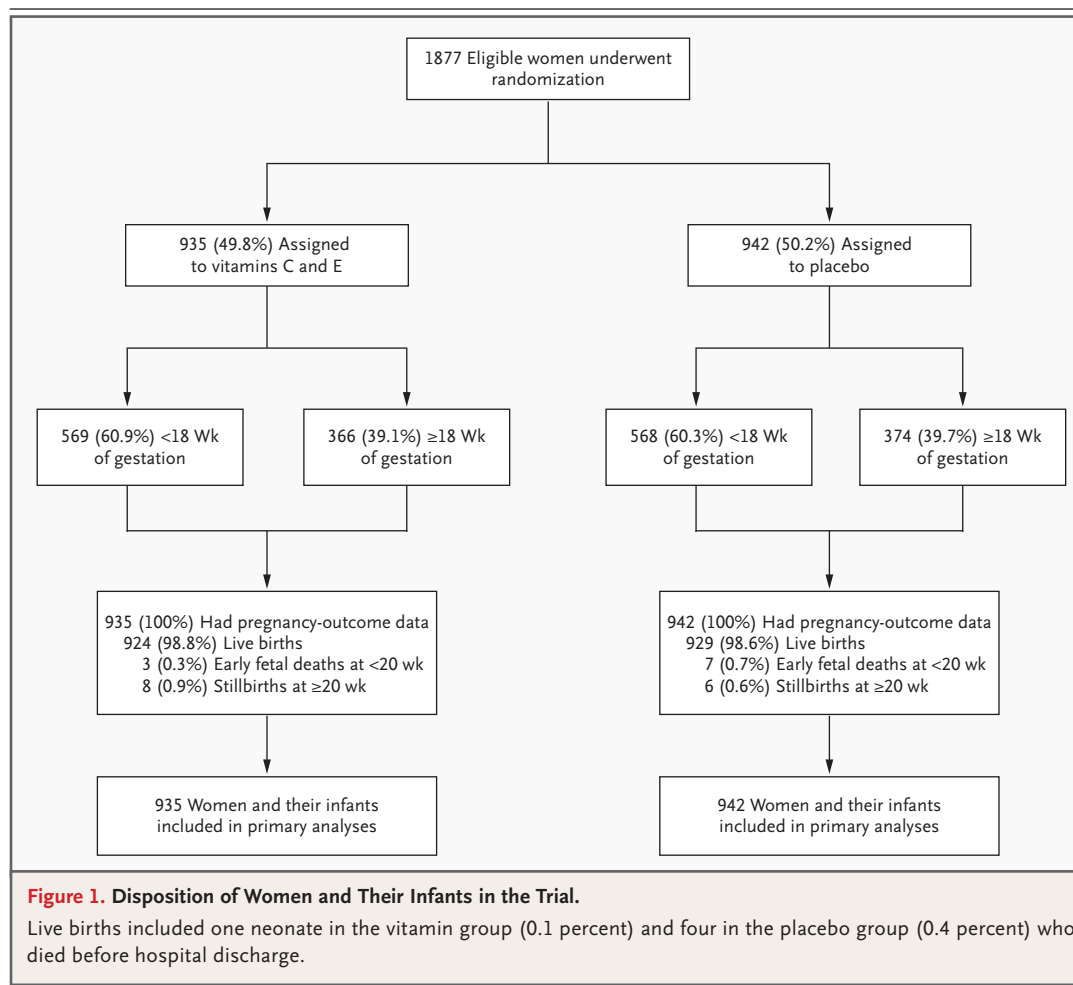 1877 Eligible women underwent
randomization
935 (49.8%) Assigned
to vitamins C and E
942 (50.2%) Assigned
to placebo
569 (60.9%) <18 Wk
of gestation
366 (39.1%) ≥18 Wk
of gestation
568 (60.3%) <18 Wk
of gestation
374 (39.7%) ≥18 Wk
of gestation
935 (100%) Had pregnancy-outcome data
924 (98.8%) Live births
3 (0.3%) Early fetal deaths at <20 wk
8 (0.9%) Stillbirths at ≥20 wk
942 (100%) Had pregnancy-outcome data
929 (98.6%) Live births
7 (0.7%) Early fetal deaths at <20 wk
6 (0.6%) Stillbirths at ≥20 wk
935 Women and their infants
included in primary analyses
942 Women and their infants
included in primary analyses
Figure 1. Disposition of Women and Their Infants in the Trial.
Live births included one neonate in the vitamin group (0.1 percent) and four in the placebo group (0.4 percent) who
died before hospital discharge.